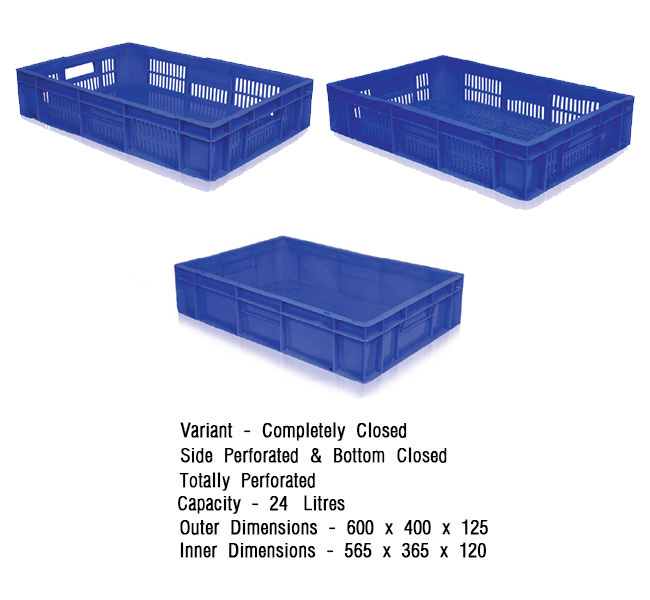 Variant - Completely Closed
Side Perforated & Bottom Closed
Totally Perforated
Capacity - 24 Litres
Outer Dimensions - 600 x 400 x 125
Inner Dimensions - 565 x 365 x 120